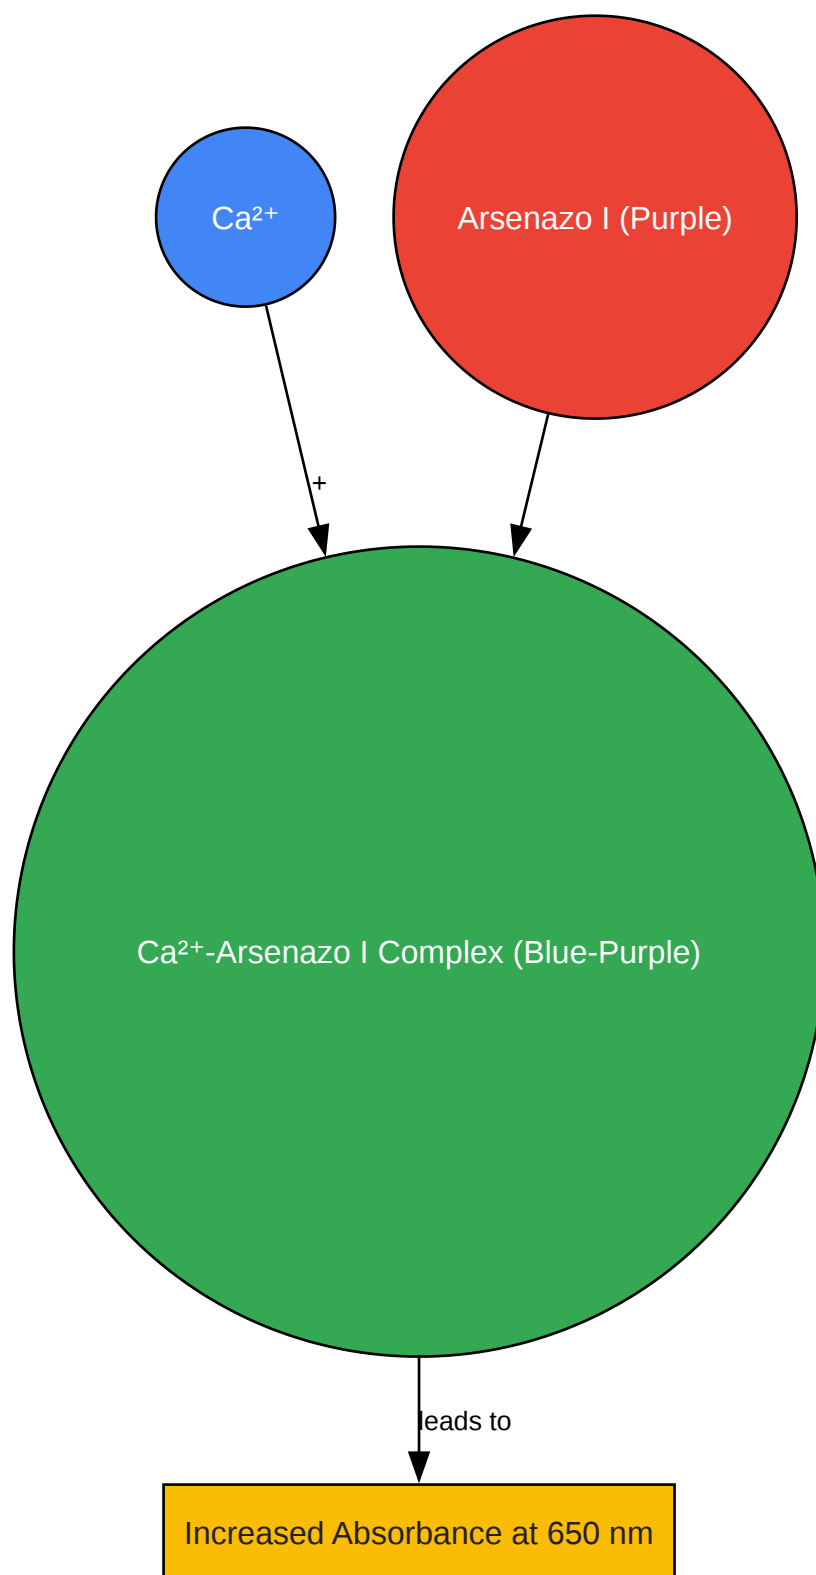 Ca²⁺
Arsenazo I (Purple)
+
Ca²⁺-Arsenazo I Complex (Blue-Purple)
leads to
Increased Absorbance at 650 nm